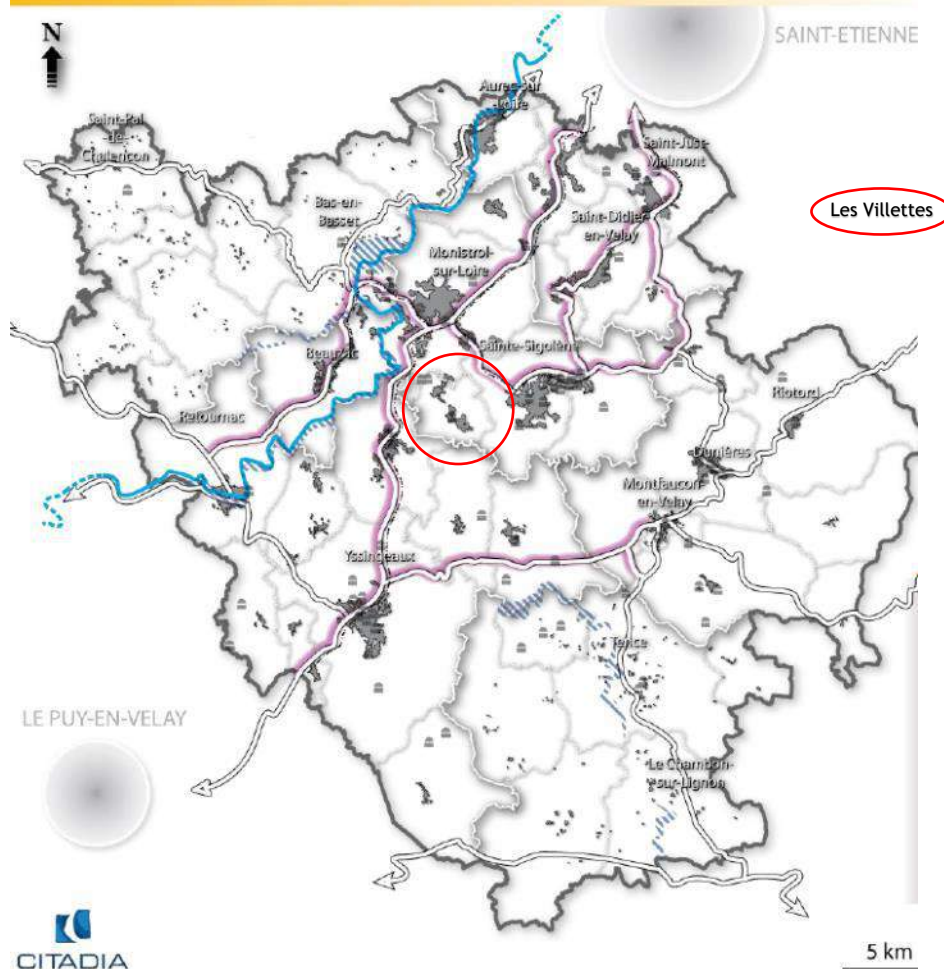 N
SAINT-ETIENNE
Aurec-sur
-Loire
Saint-Pal
-de-
Chalencon
Saint-Just-
Malmont
Les Villettes
Bas-en-
Basset
Saint-Didier-
en-Velay
Monistrol-
sur-Loire
Sainte-Sigolène
Beauzac
Riotord
Retournac
Dunières
Montfaucon-
en-Velay
Yssingeaux
Tence
LE PUY-EN-VELAY
Le Chambon-
-sur-Lignon
CITADIA
5 km